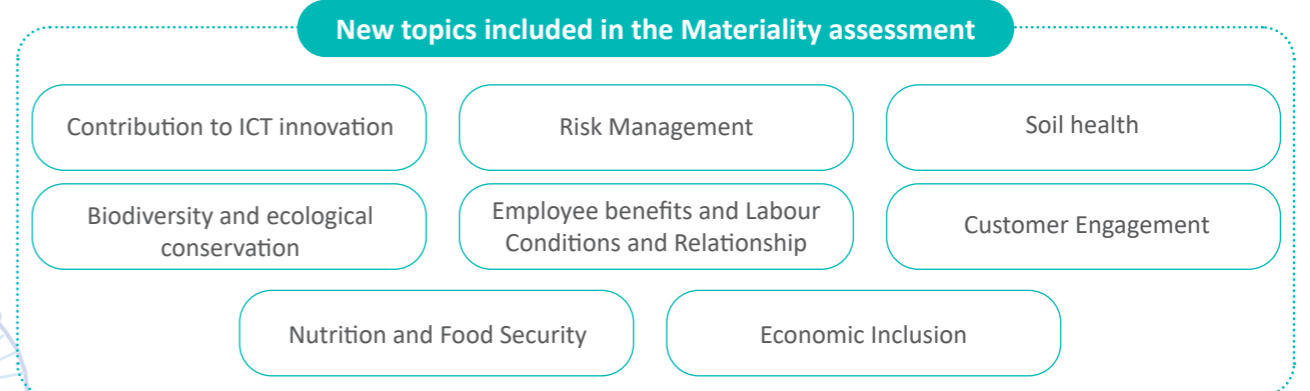 New topics included in the Materiality assessment
Contribution to ICT innovation
Risk Management
Soil health
Biodiversity and ecological
conservation
Employee benefits and Labour
Conditions and Relationship
Customer Engagement
Nutrition and Food Security
Economic Inclusion